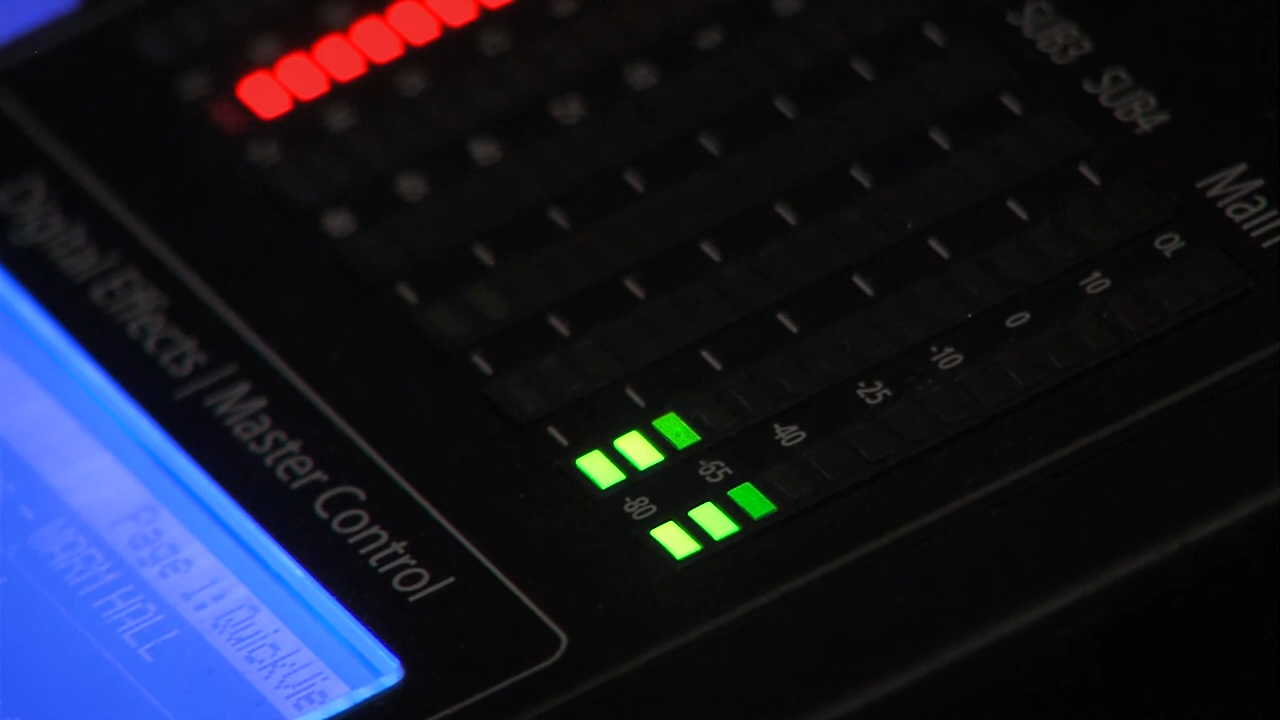 SUB3
SUB4
Main
OL
10
0
-10
-25
-40
-65
-80
Digital Effects | Master Control
Page 1: QuickVie
- WARM HALL